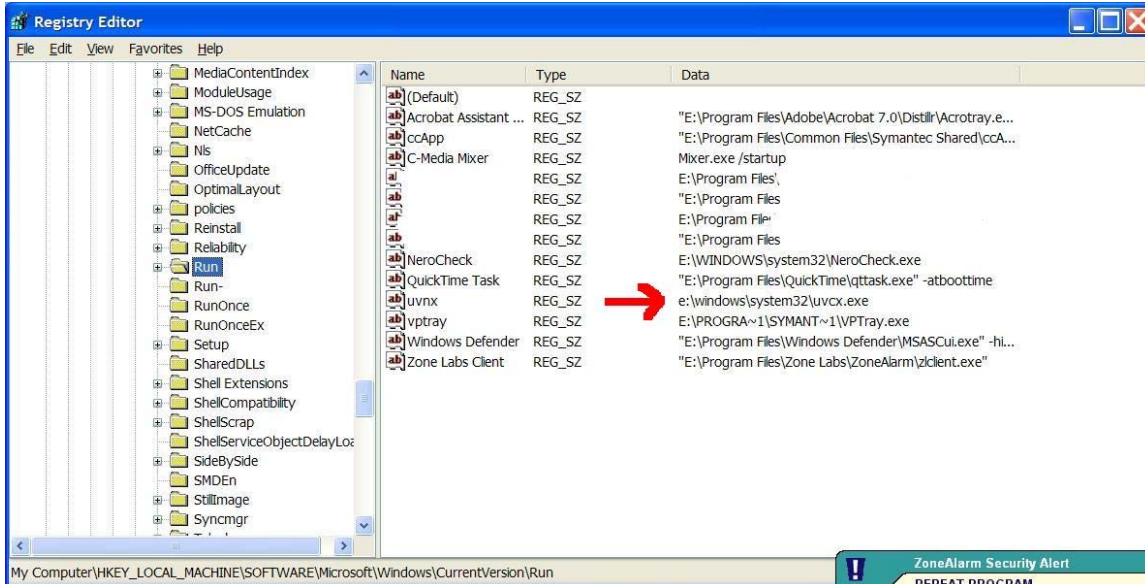 Registry Editor
File Edit View Favorites Help
MediaContentIndex
ModuleUsage
MS-DOS Emulation
NetCache
Nls
OfficeUpdate
OptimalLayout
policies
Reinstall
Reliability
Run
Run-
RunOnce
RunOnceEx
Setup
SharedDLLs
Shell Extensions
ShellCompatibility
ShellScrap
ShellServiceObjectDelayLoa
SideBySide
SMDEn
StillImage
Syncmgr
Name Type Data
(Default) REG_SZ
Acrobat Assistant ... REG_SZ "E:\Program Files\Adobe\Acrobat 7.0\Distillr\Acrotray.e...
ccApp REG_SZ "E:\Program Files\Common Files\Symantec Shared\ccA...
C-Media Mixer REG_SZ Mixer.exe /startup
REG_SZ E:\Program Files\
REG_SZ "E:\Program Files
REG_SZ E:\Program File
REG_SZ "E:\Program Files
NeroCheck REG_SZ E:\WINDOWS\system32\NeroCheck.exe
QuickTime Task REG_SZ "E:\Program Files\QuickTime\qttask.exe" -atboottime
uvnx REG_SZ e:\windows\system32\uvcx.exe
vptray REG_SZ E:\PROGRA~1\SYMANT~1\VPTray.exe
Windows Defender REG_SZ "E:\Program Files\Windows Defender\MSASCui.exe" -hi...
Zone Labs Client REG_SZ "E:\Program Files\Zone Labs\ZoneAlarm\zlclient.exe"
My Computer\HKEY_LOCAL_MACHINE\SOFTWARE\Microsoft\Windows\CurrentVersion\Run
ZoneAlarm Security Alert
REPEAT PROGRAM